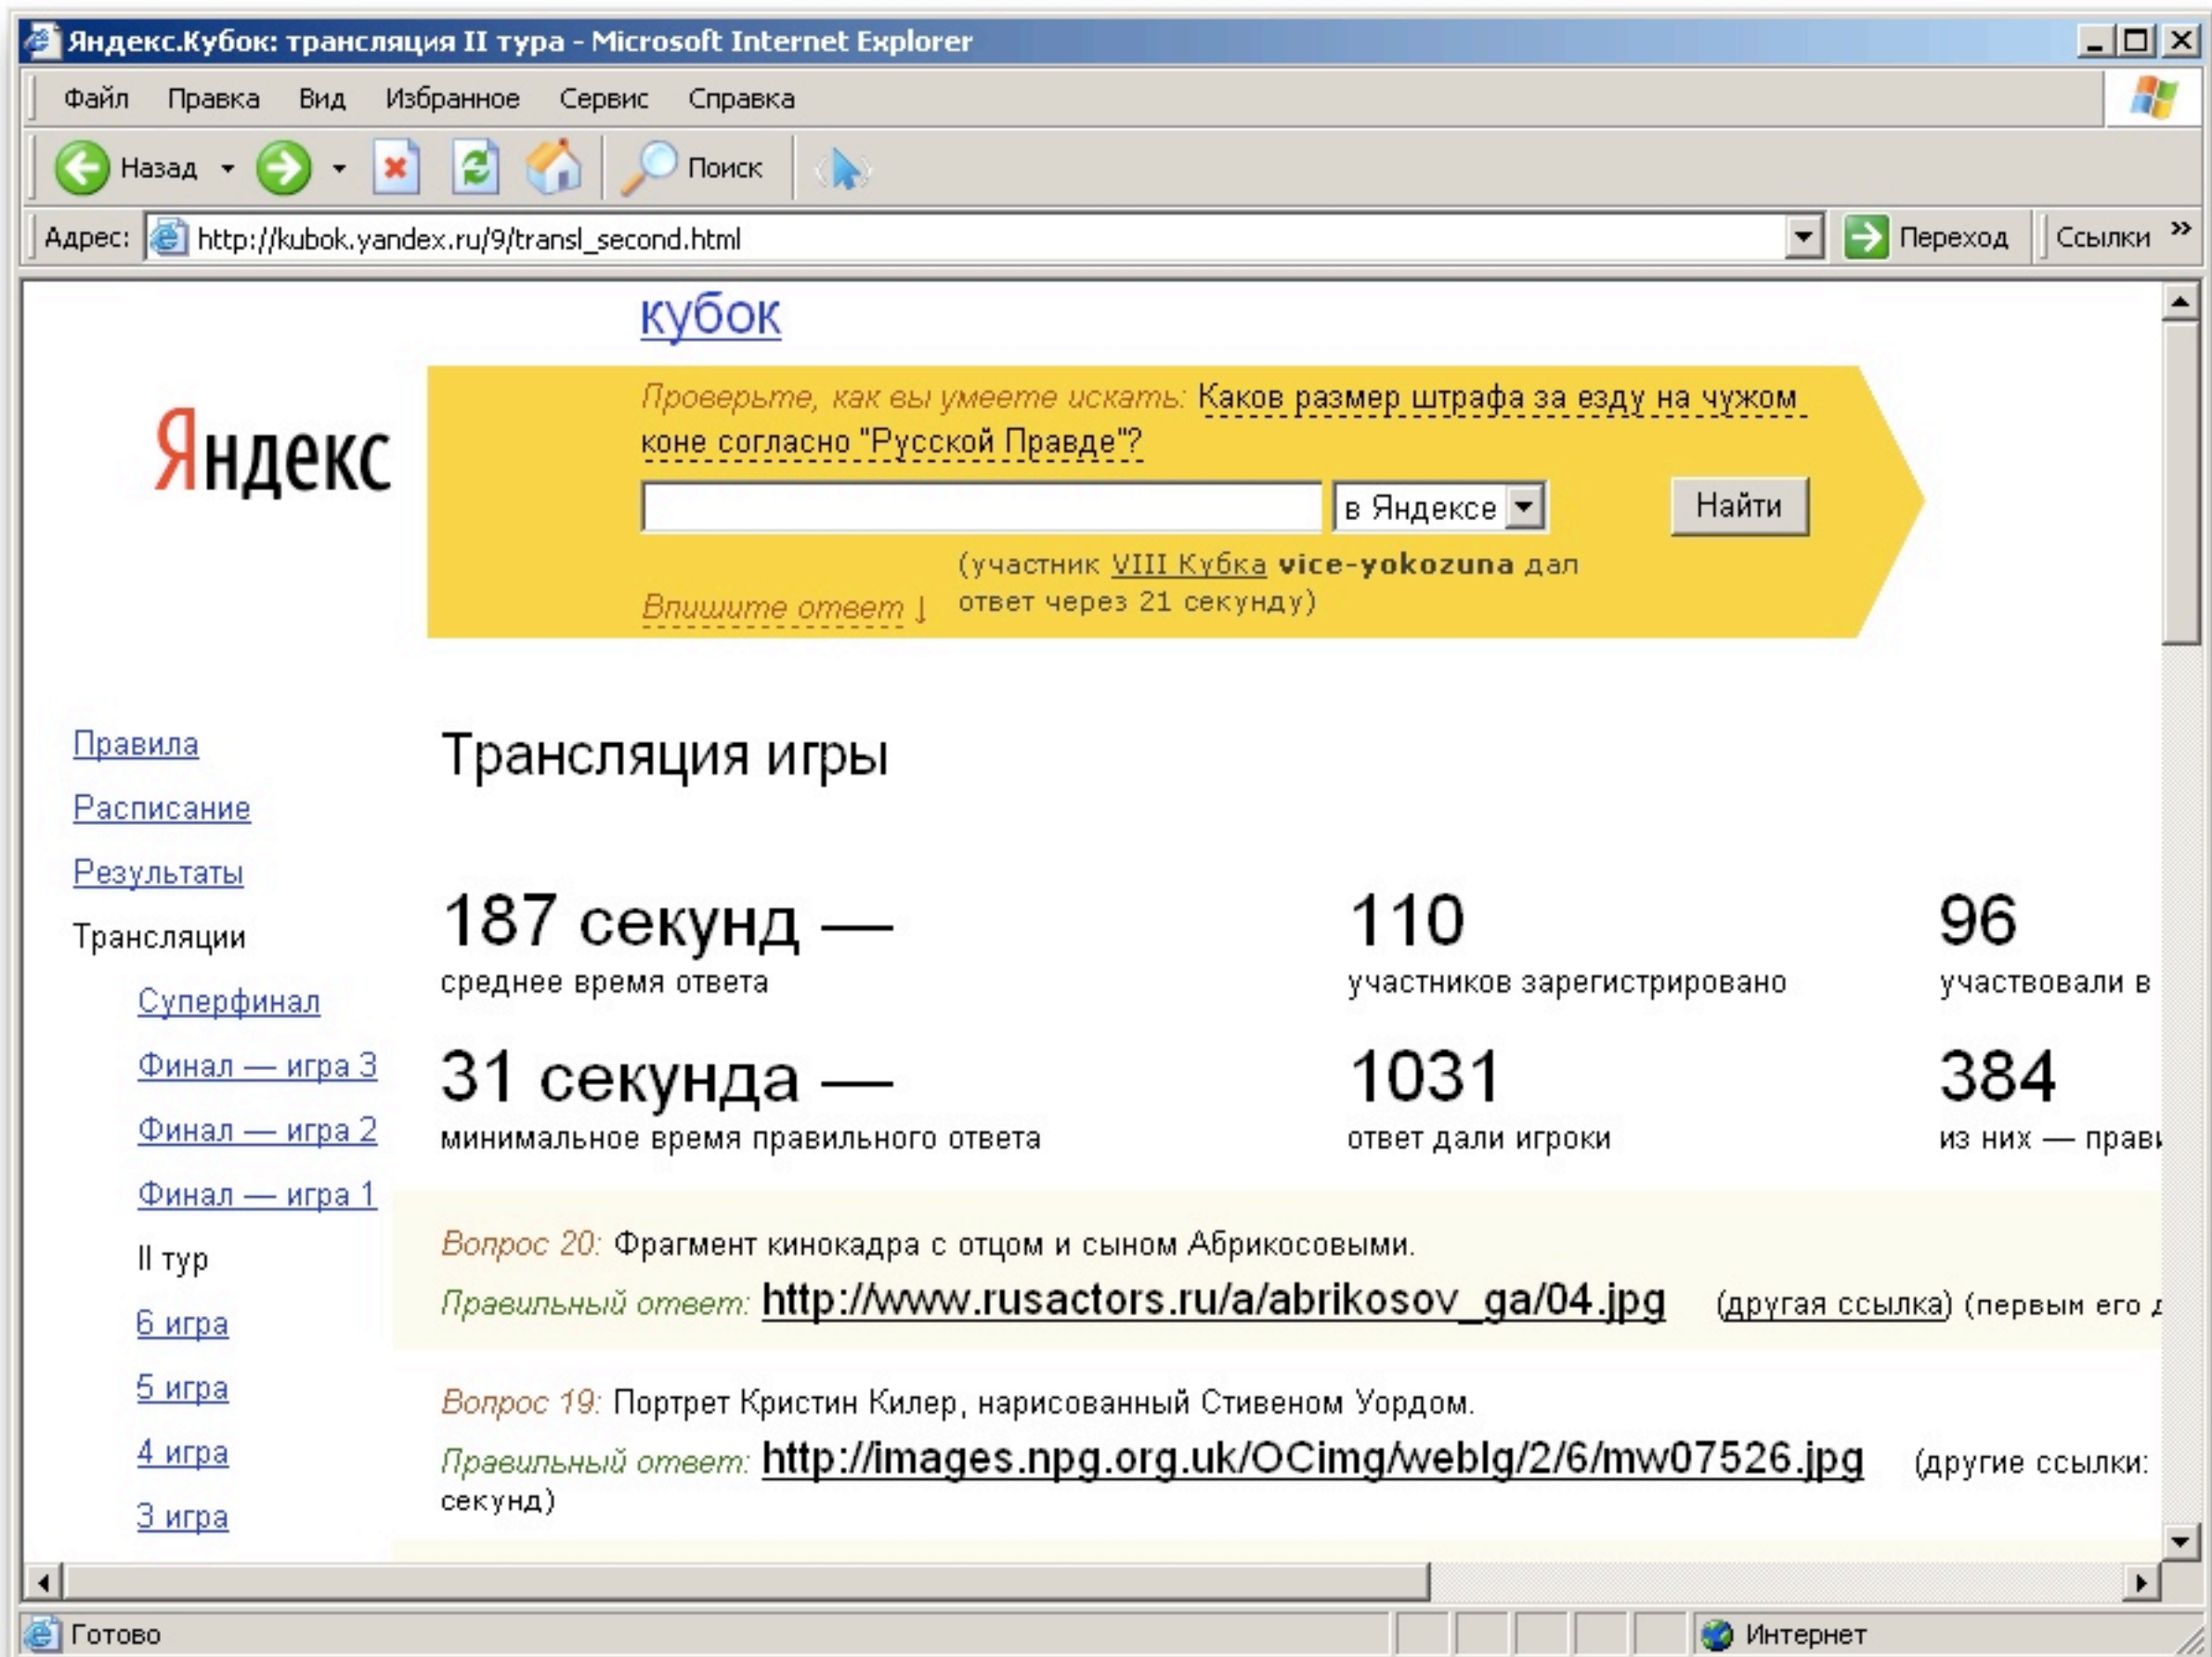 Яндекс.Кубок: трансляция II тура - Microsoft Internet Explorer
Файл Правка Вид Избранное Сервис Справка
Назад Поиск
Адрес: http://kubok.yandex.ru/9/transl_second.html Переход Ссылки »
кубок
Яндекс
Проверьте, как вы умеете искать: Каков размер штрафа за езду на чужом
коне согласно "Русской Правде"?
в Яндексе Найти
(участник VIII Кубка vice-yokozuna дал
Впишите ответ ↓ ответ через 21 секунду)
Правила
Расписание
Результаты
Трансляции
Суперфинал
Финал — игра 3
Финал — игра 2
Финал — игра 1
II тур
6 игра
5 игра
4 игра
3 игра
Трансляция игры
187 секунд — 110 96
среднее время ответа участников зарегистрировано участвовали в
31 секунда — 1031 384
минимальное время правильного ответа ответ дали игроки из них —
Вопрос 20: Фрагмент кинокадра с отцом и сыном Абрикосовыми.
Правильный ответ: http://www.rusactors.ru/a/abrikosov_ga/04.jpg (другая ссылка) (первым его
Вопрос 19: Портрет Кристин Килер, нарисованный Стивеном Уордом.
Правильный ответ: http://images.npg.org.uk/OCimg/weblg/2/6/mw07526.jpg (другие ссылки:
секунд)
Готово Интернет